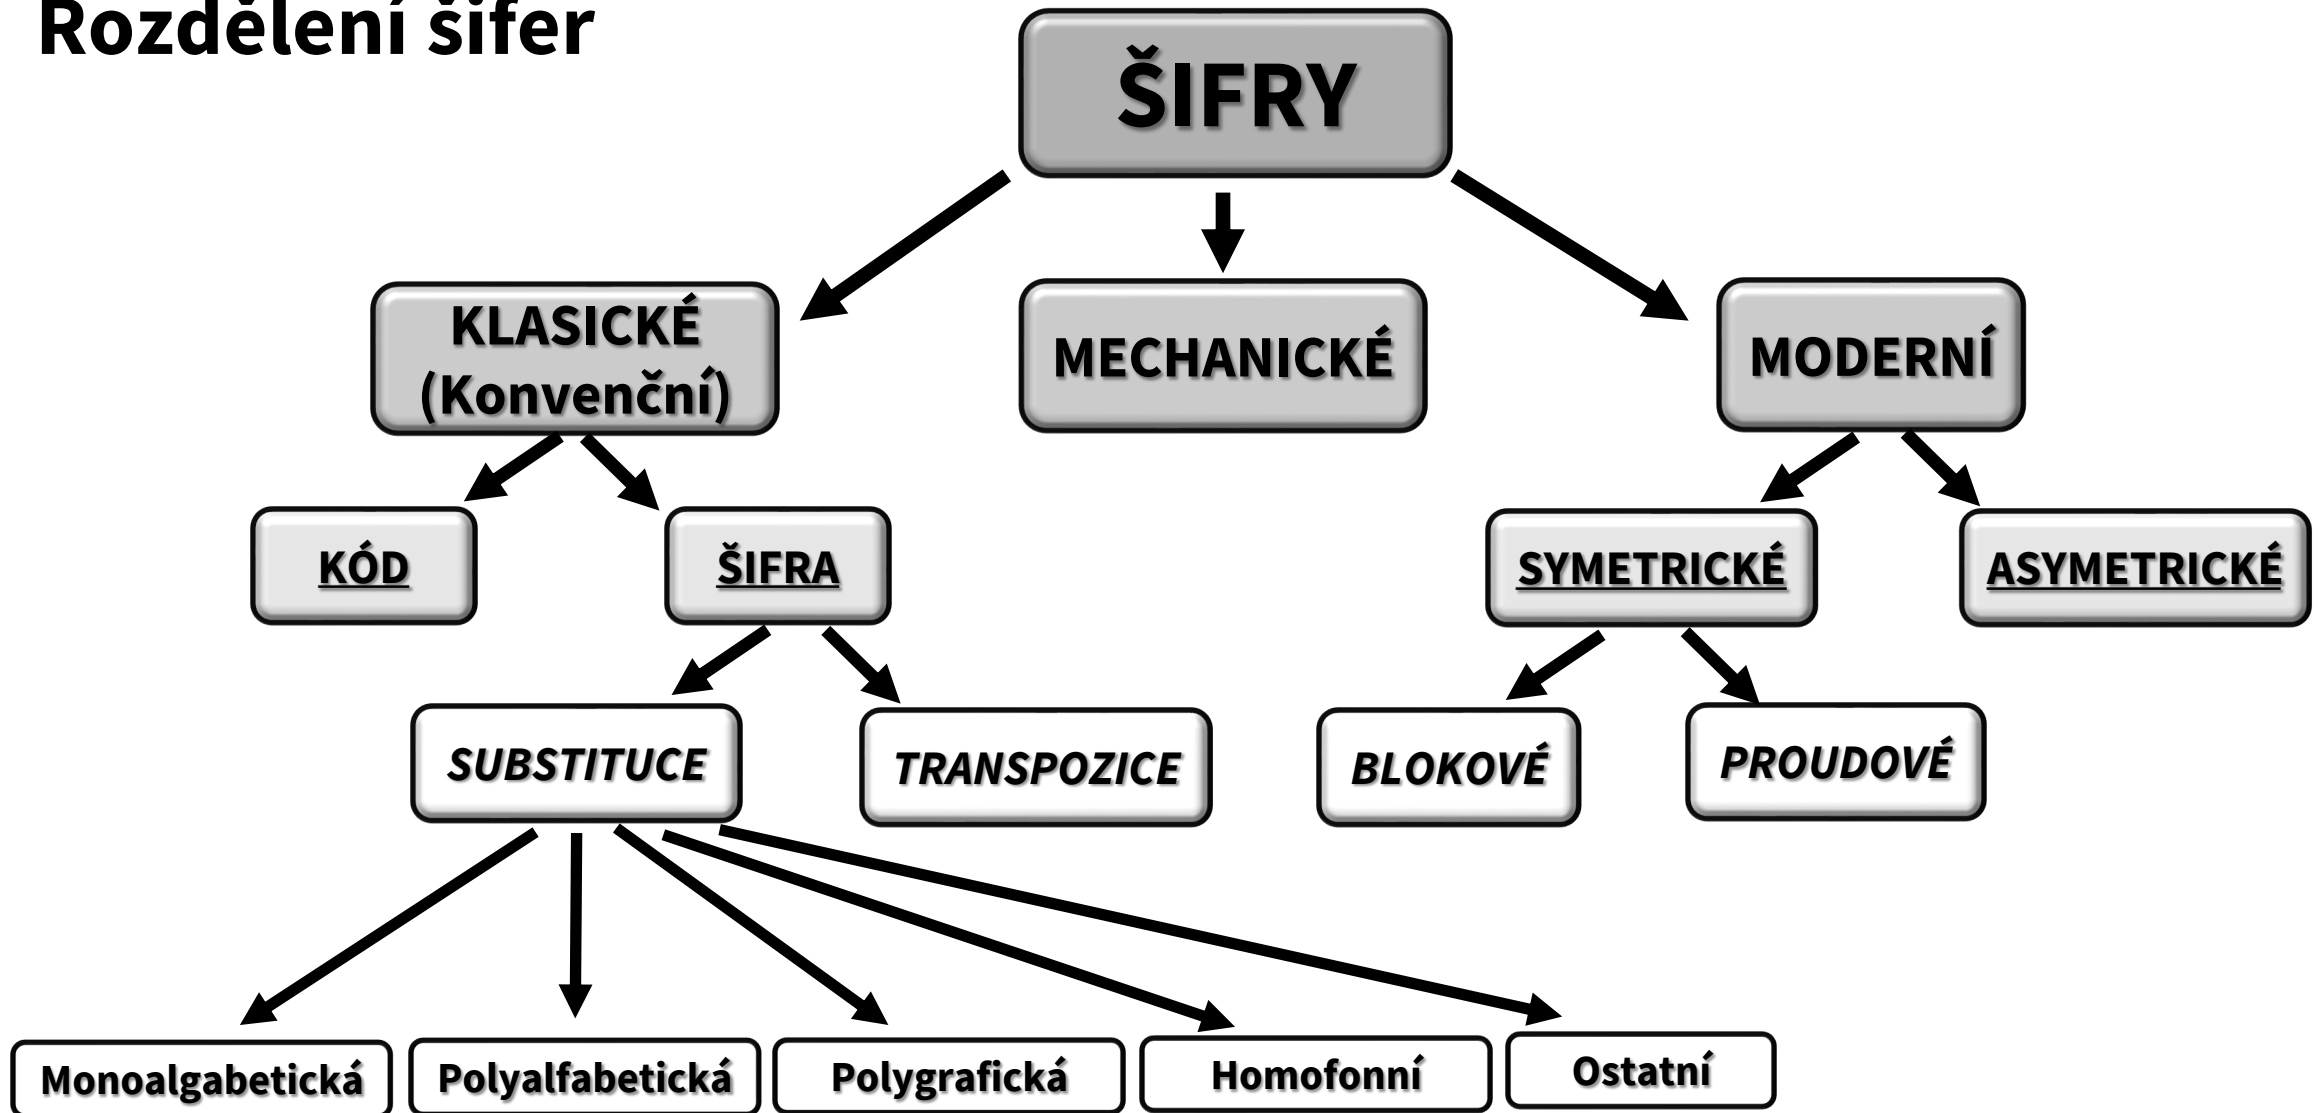 Rozdělení šifer
ŠIFRY
KLASICKÉ
(Konvenční)
MECHANICKÉ
MODERNÍ
KÓD
ŠIFRA
SYMETRICKÉ
ASYMETRICKÉ
SUBSTITUCE
TRANSPOZICE
BLOKOVÉ
PROUDOVÉ
Monoalgabetická
Polyalfabetická
Polygrafická
Homofonní
Ostatní